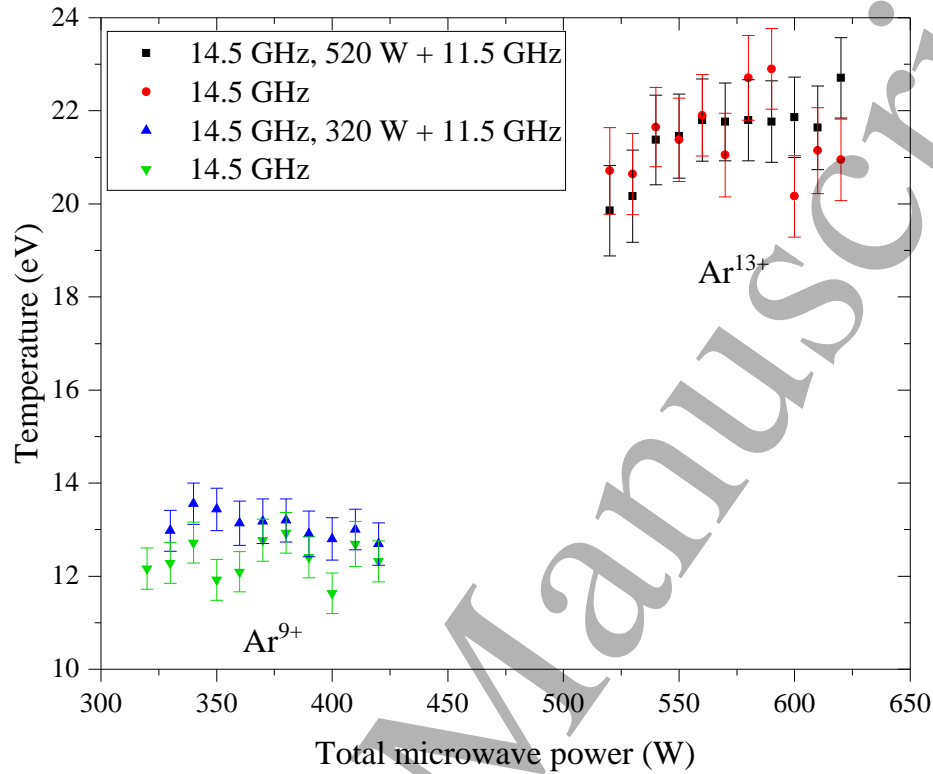 14.5 GHz, 520 W + 11.5 GHz
14.5 GHz
14.5 GHz, 320 W + 11.5 GHz
14.5 GHz
24
22
20
18
16
14
12
10
Temperature (eV)
Ar¹³⁺
Ar⁹⁺
300 350 400 450 500 550 600 650
Total microwave power (W)
Manuscri